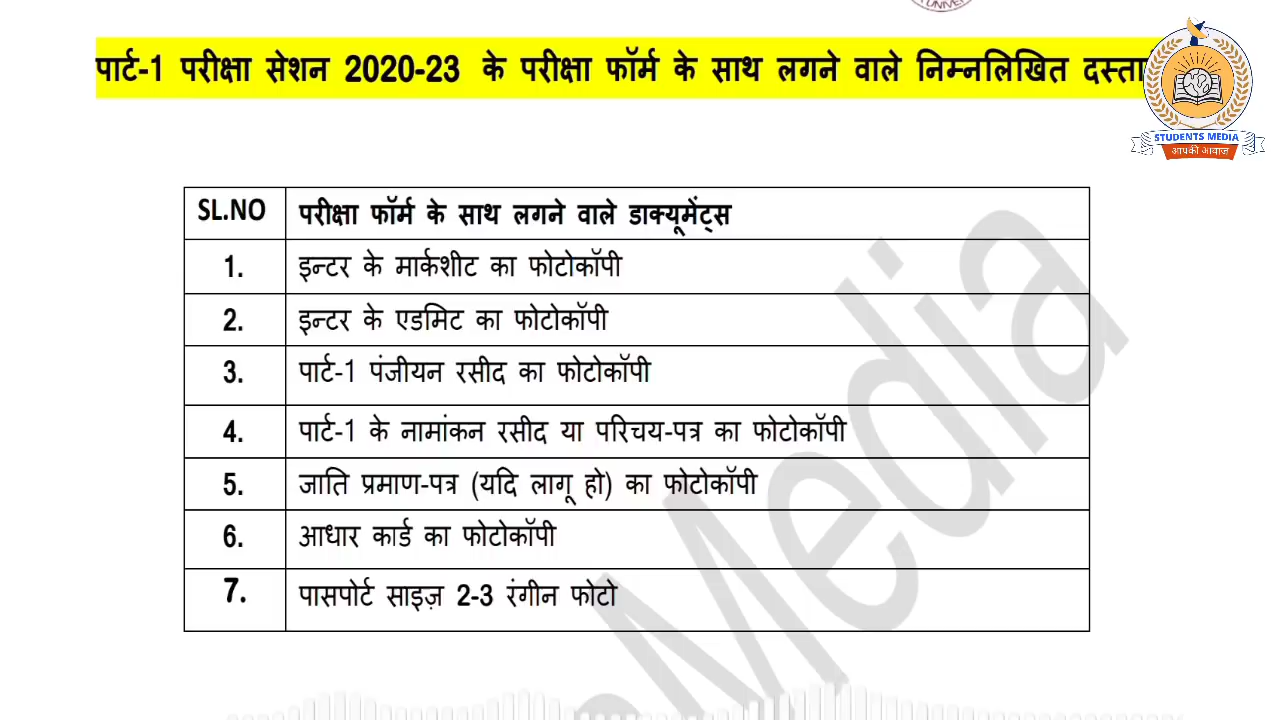 UNIVE
पार्ट-1 परीक्षा सेशन 2020-23 के परीक्षा फॉर्म के साथ लगने वाले निम्नलिखित दस्ता
STUDENTS MEDIA
आपकी आवाज़
SL.NO परीक्षा फॉर्म के साथ लगने वाले डाक्यूमेंट्स
1. इन्टर के मार्कशीट का फोटोकॉपी
2. इन्टर के एडमिट का फोटोकॉपी
3. पार्ट-1 पंजीयन रसीद का फोटोकॉपी
4. पार्ट-1 के नामांकन रसीद या परिचय-पत्र का फोटोकॉपी
5. जाति प्रमाण-पत्र (यदि लागू हो) का फोटोकॉपी
6. आधार कार्ड का फोटोकॉपी
7. पासपोर्ट साइज़ 2-3 रंगीन फोटो
Media